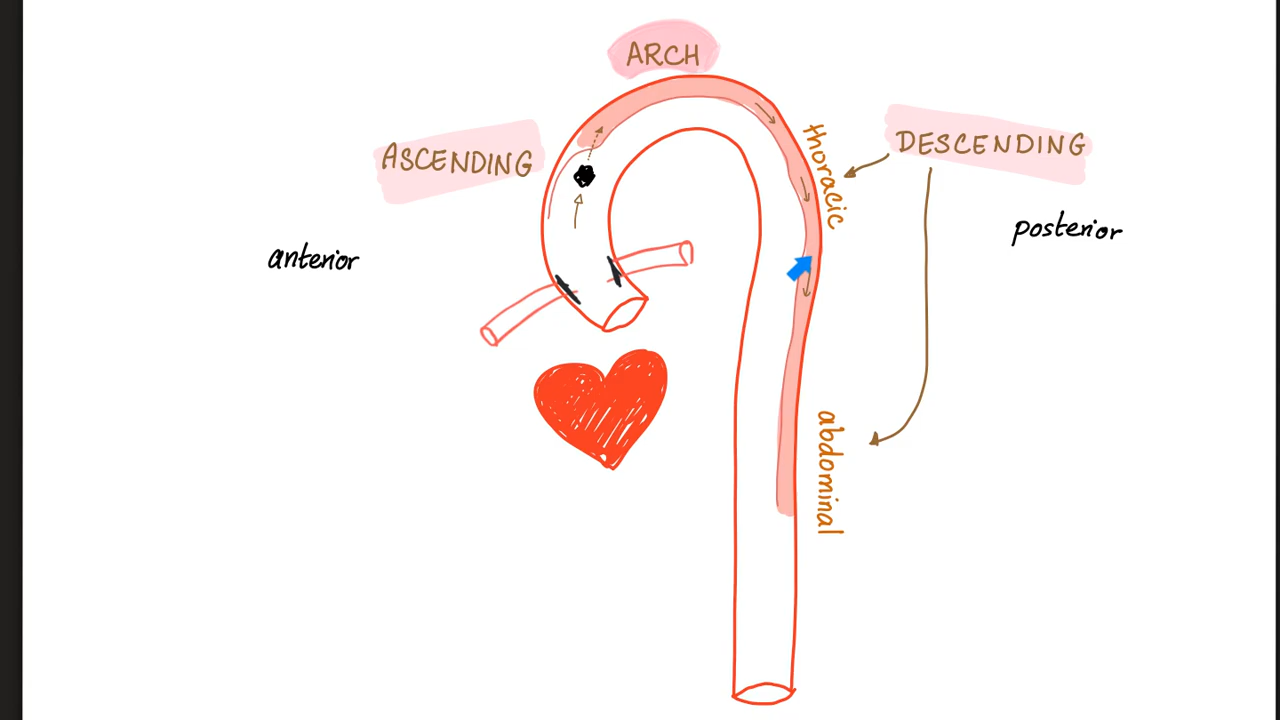 ARCH
ASCENDING
thoracic
DESCENDING
anterior
posterior
abdominal